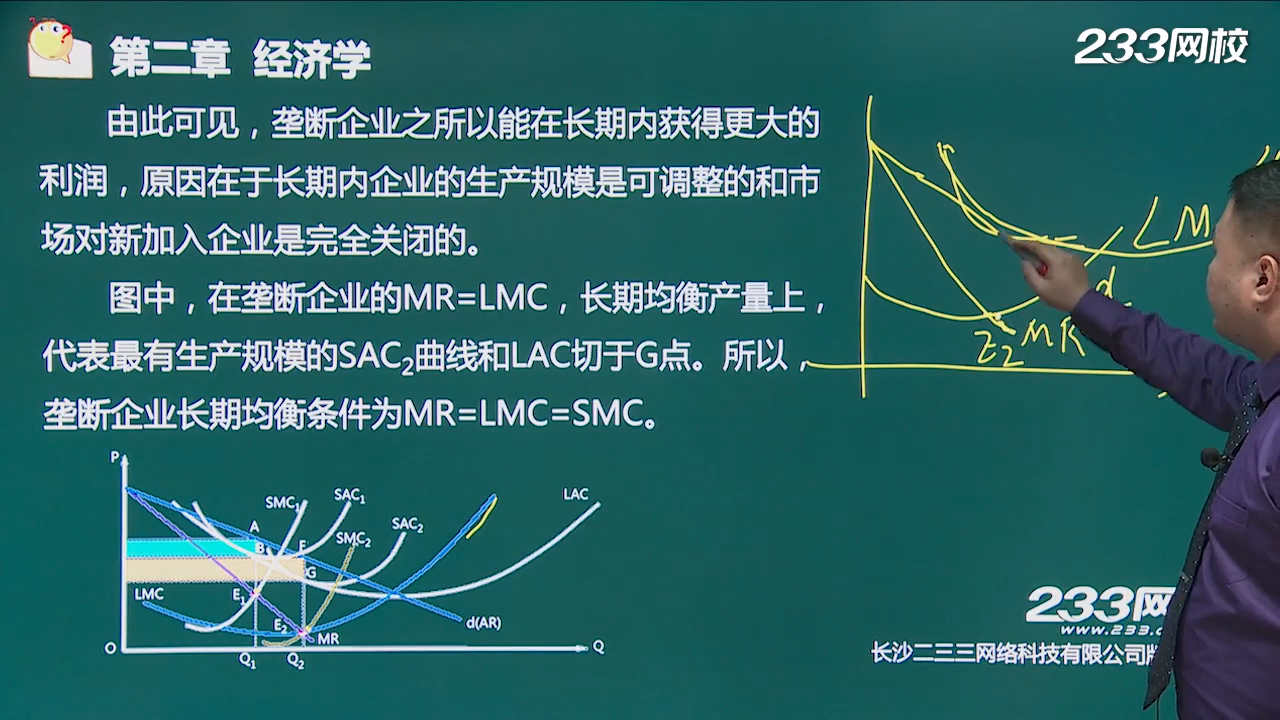 第二章 经济学
233网校
由此可见，垄断企业之所以能在长期内获得更大的
利润，原因在于长期内企业的生产规模是可调整的和市
场对新加入企业是完全关闭的。
图中，在垄断企业的MR=LMC，长期均衡产量上，
代表最有生产规模的SAC₂曲线和LAC切于G点。所以，
垄断企业长期均衡条件为MR=LMC=SMC。
LM
d
E₂
MR
P
SMC₁
SAC₁
LAC
A
SAC₂
SMC₂
B
F
G
LMC
E₁
E₂
MR
d(AR)
O
Q₁
Q₂
Q
233网
www.233.
长沙二三三网络科技有限公司